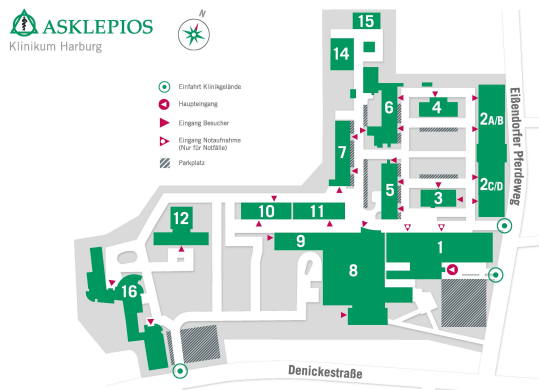 ASKLEPIOS
Klinikum Harburg
N
15
14
Einfahrt Klinikgelände
Haupteingang
Eingang Besucher
Eingang Notaufnahme
(Nur für Notfälle)
Parkplatz
6
4
2A/B
Eißendorfer Pferdeweg
7
5
3
2C/D
12
10
11
9
1
8
16
Denickestraße